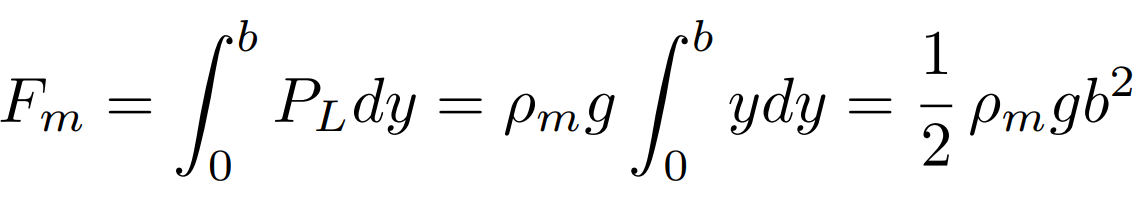 $F_m = \int_0^b P_L dy = \rho_m g \int_0^b y dy = \frac{1}{2} \rho_m g b^2$